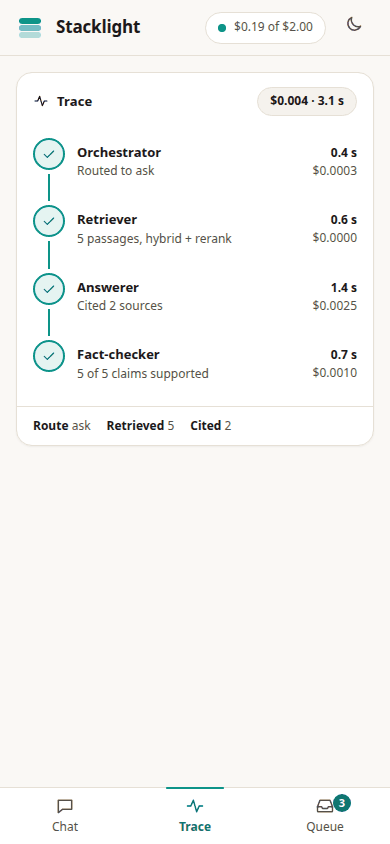 Stacklight
$0.19 of $2.00
Trace
$0.004 · 3.1 s
Orchestrator 0.4 s
Routed to ask $0.0003
Retriever 0.6 s
5 passages, hybrid + rerank $0.0000
Answerer 1.4 s
Cited 2 sources $0.0025
Fact-checker 0.7 s
5 of 5 claims supported $0.0010
Route ask Retrieved 5 Cited 2
3
Chat Trace Queue